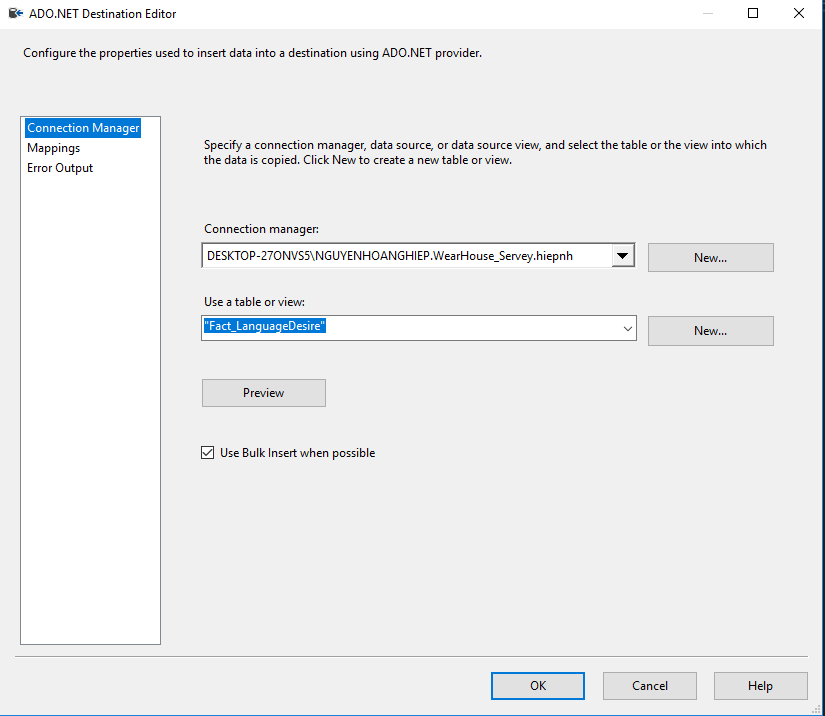 ADO.NET Destination Editor
Configure the properties used to insert data into a destination using ADO.NET provider.
Connection Manager
Mappings
Error Output
Specify a connection manager, data source, or data source view, and select the table or the view into which
the data is copied. Click New to create a new table or view.
Connection manager:
DESKTOP-27ONVS5\NGUYENHOANGHIEP.WearHouse_Servey.hiepnh
New...
Use a table or view:
"Fact_LanguageDesire"
New...
Preview
Use Bulk Insert when possible
OK
Cancel
Help